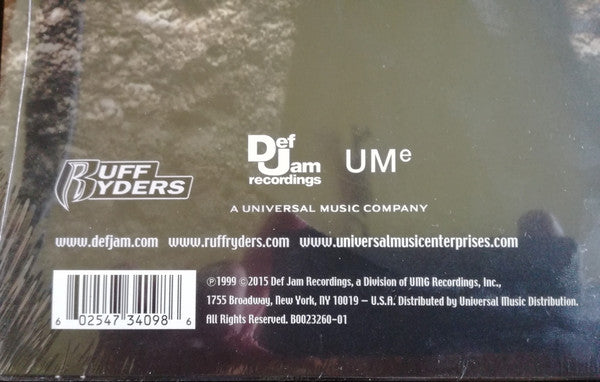 RUFF
RYDERS
Def
Jam
recordings
UMe
A UNIVERSAL MUSIC COMPANY
www.defjam.com www.ruffryders.com www.universalmusicenterprises.com
℗1999 ©2015 Def Jam Recordings, a Division of UMG Recordings, Inc.,
1755 Broadway, New York, NY 10019 – U.S.A. Distributed by Universal Music Distribution.
All Rights Reserved. B0023260-01
6 02547 34098 6